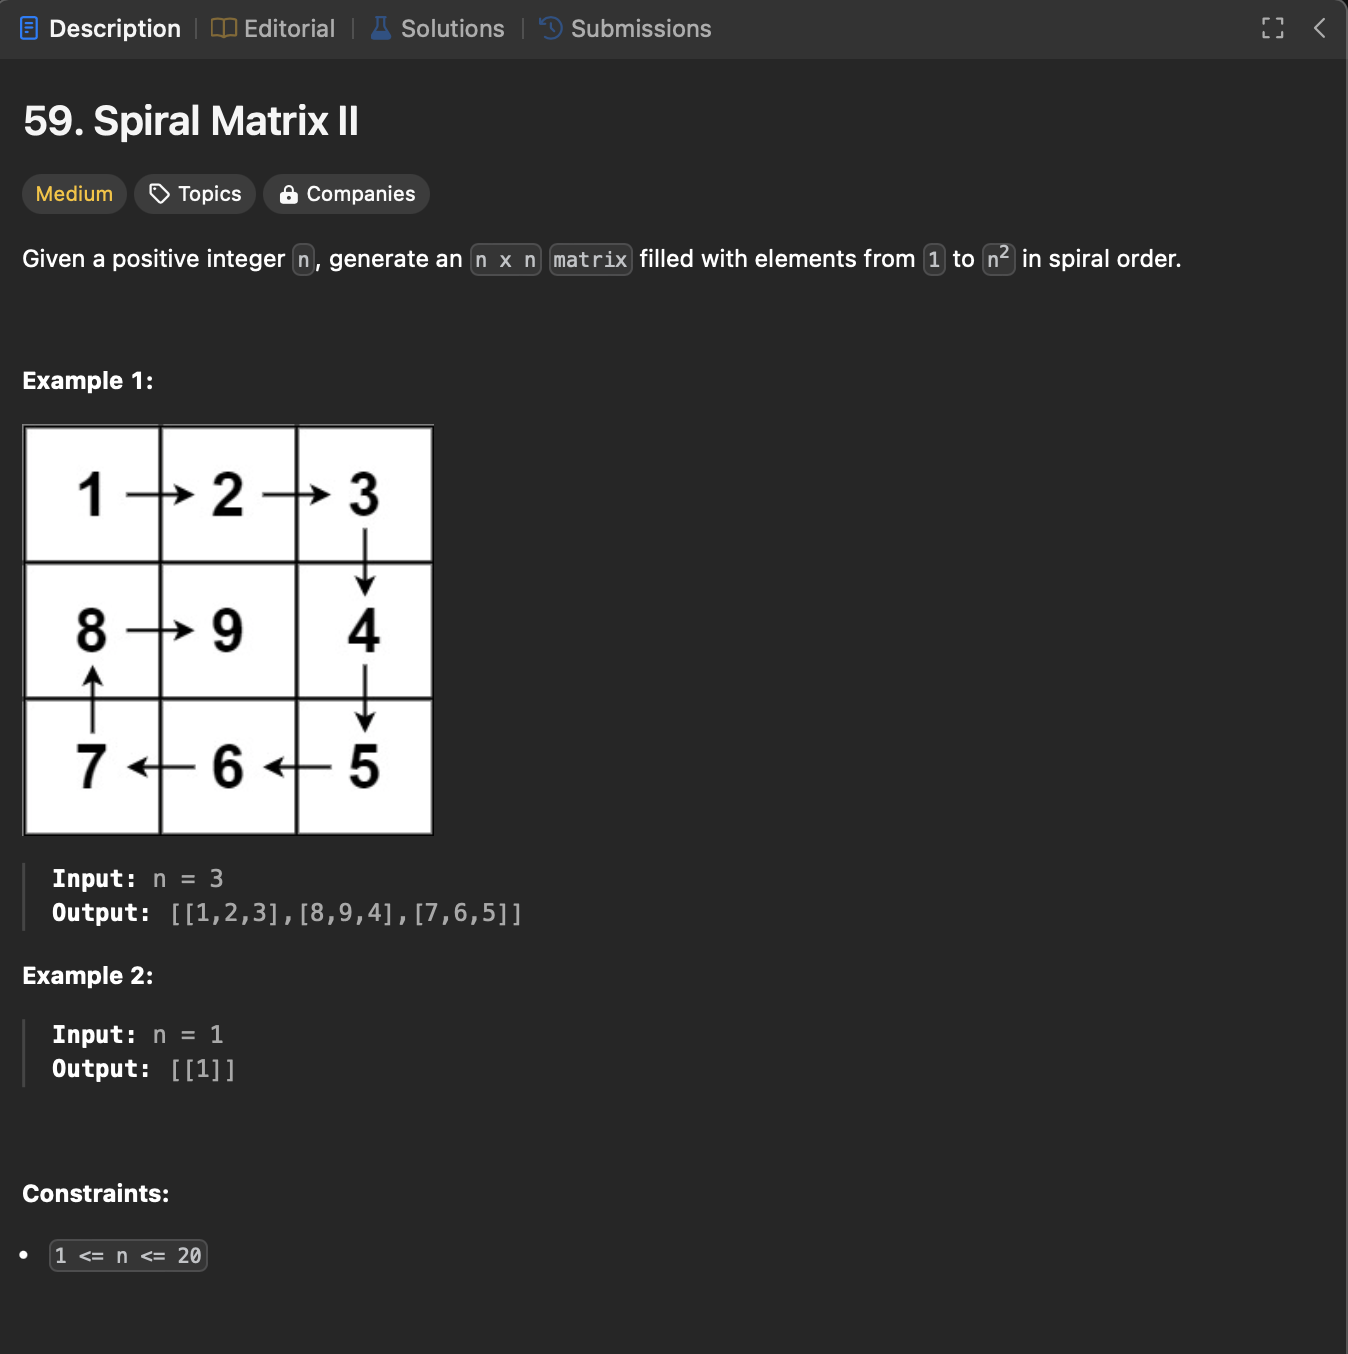 Description | Editorial | Solutions | Submissions
59. Spiral Matrix II
Medium Topics Companies
Given a positive integer n, generate an n x n matrix filled with elements from 1 to n² in spiral order.
Example 1:
1 2 3
8 9 4
7 6 5
Input: n = 3
Output: [[1,2,3],[8,9,4],[7,6,5]]
Example 2:
Input: n = 1
Output: [[1]]
Constraints:
• 1 <= n <= 20